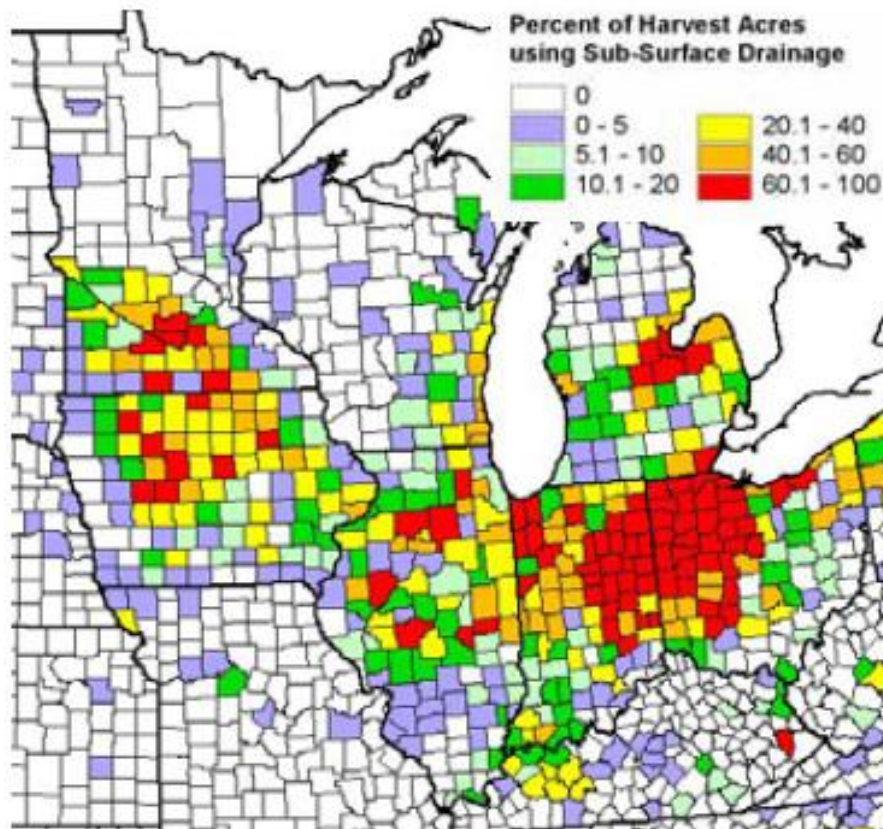 Percent of Harvest Acres
using Sub-Surface Drainage
0
0 - 5
5.1 - 10
10.1 - 20
20.1 - 40
40.1 - 60
60.1 - 100